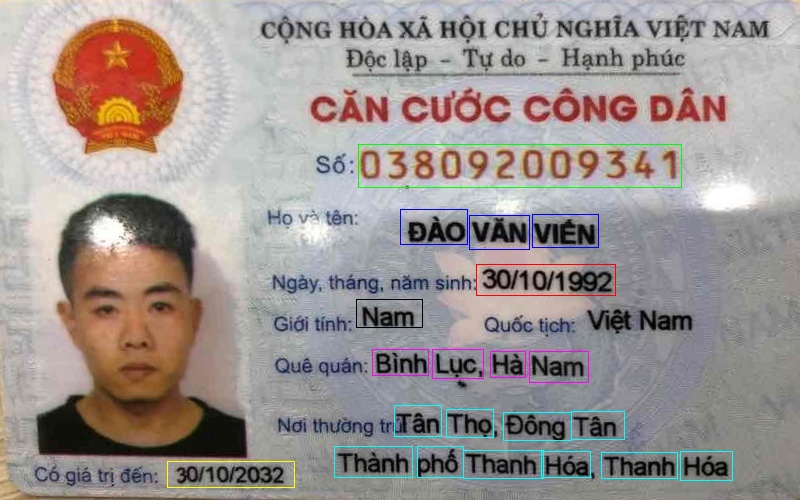 CỘNG HÒA XÃ HỘI CHỦ NGHĨA VIỆT NAM
Độc lập - Tự do - Hạnh phúc
CĂN CƯỚC CÔNG DÂN
Số: 038092009341
Họ và tên: ĐÀO VĂN VIẾN
Ngày, tháng, năm sinh: 30/10/1992
Giới tính: Nam Quốc tịch: Việt Nam
Quê quán: Bình Lục, Hà Nam
Nơi thường trú: Tân Thọ, Đông Tân
Thành phố Thanh Hóa, Thanh Hóa
Có giá trị đến: 30/10/2032